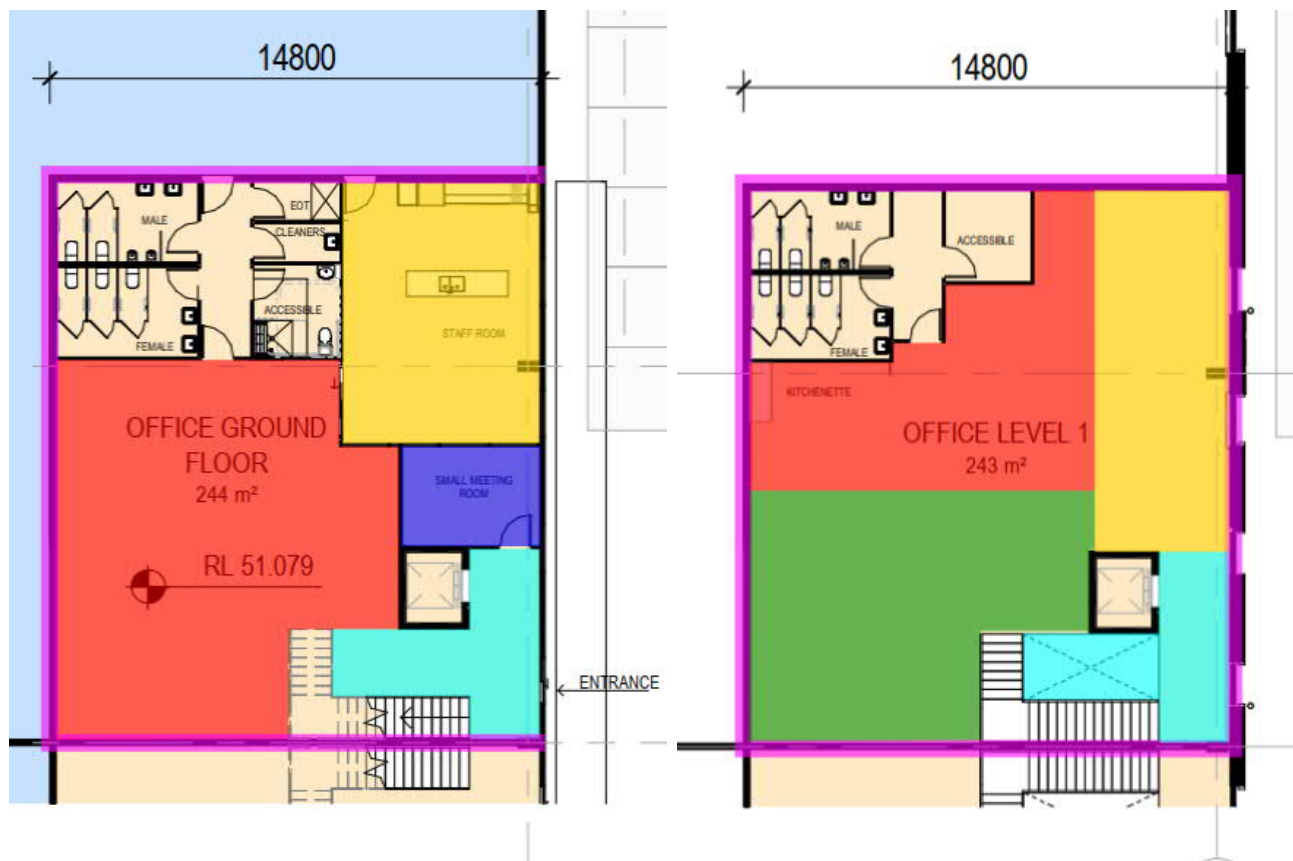 14800
EOT
MALE
CLEANERS
ACCESSIBLE
STAFF ROOM
FEMALE
OFFICE GROUND
FLOOR
244 m²
SMALL MEETING
ROOM
RL 51.079
ENTRANCE
14800
MALE
ACCESSIBLE
FEMALE
KITCHENETTE
OFFICE LEVEL 1
243 m²